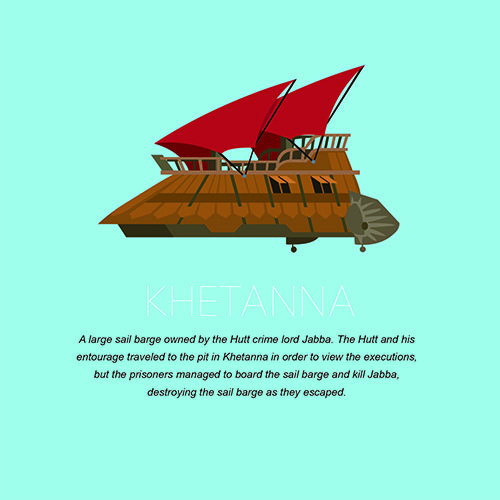 KHETANNA
A large sail barge owned by the Hutt crime lord Jabba. The Hutt and his
entourage traveled to the pit in Khetanna in order to view the executions,
but the prisoners managed to board the sail barge and kill Jabba,
destroying the sail barge as they escaped.